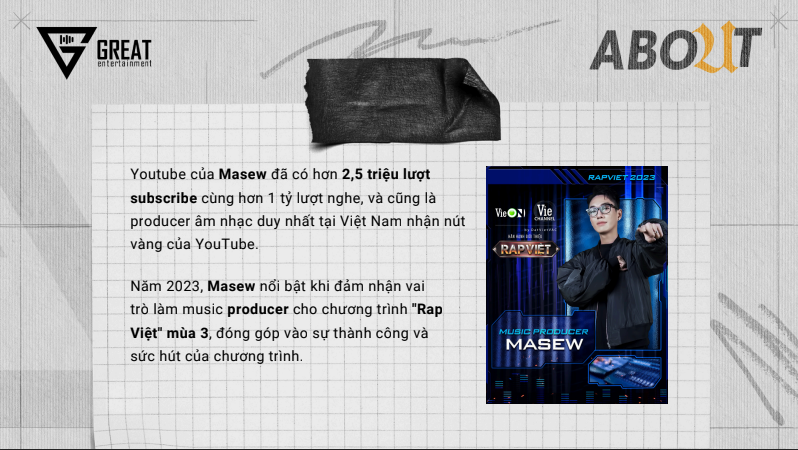 GREAT
entertainment
ABOUT
Youtube của Masew đã có hơn 2,5 triệu lượt
subscribe cùng hơn 1 tỷ lượt nghe, và cũng là
producer âm nhạc duy nhất tại Việt Nam nhận nút
vàng của YouTube.
Năm 2023, Masew nổi bật khi đảm nhận vai
trò làm music producer cho chương trình "Rap
Việt" mùa 3, đóng góp vào sự thành công và
sức hút của chương trình.
RAPVIET 2023
VieON
Vie
CHANNEL
RAPVIỆT
MUSIC PRODUCER
MASEW